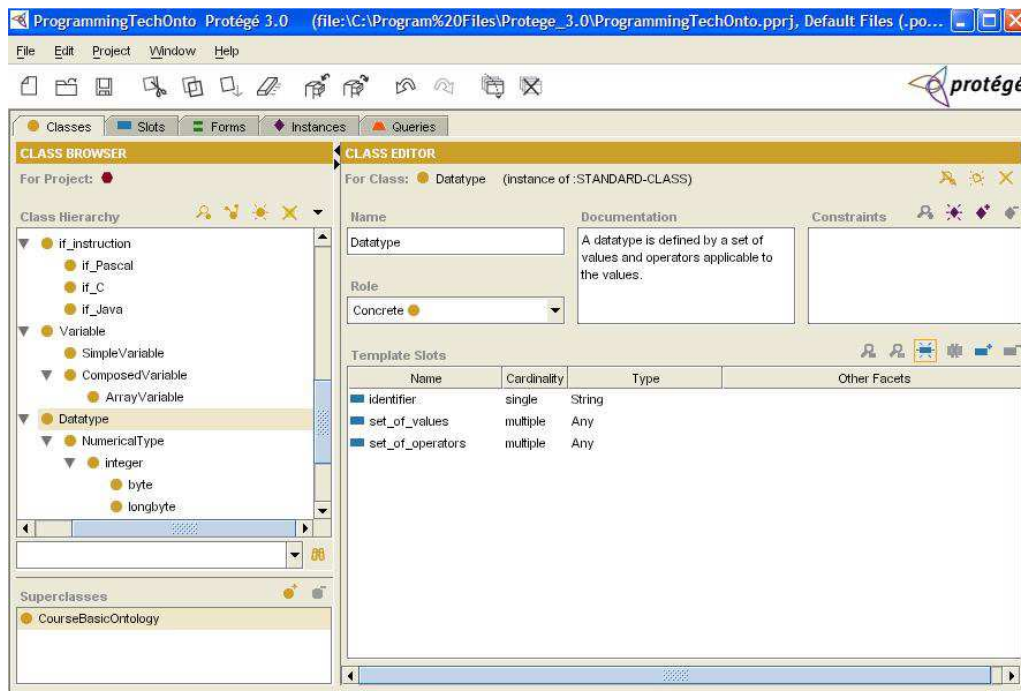 ProgrammingTechOnto Protégé 3.0 (file:\C:\Program%20Files\Protege_3.0\ProgrammingTechOnto.pprj, Default Files (.po...
File Edit Project Window Help
protégé
Classes Slots Forms Instances Queries
CLASS BROWSER
For Project:
Class Hierarchy
if_instruction
if_Pascal
if_C
if_Java
Variable
SimpleVariable
ComposedVariable
ArrayVariable
Datatype
NumericalType
integer
byte
longbyte
Superclasses
CourseBasicOntology
CLASS EDITOR
For Class: Datatype (instance of :STANDARD-CLASS)
Name Documentation Constraints
Datatype
A datatype is defined by a set of
values and operators applicable to
the values.
Role
Concrete
Template Slots
Name Cardinality Type Other Facets
identifier single String
set_of_values multiple Any
set_of_operators multiple Any